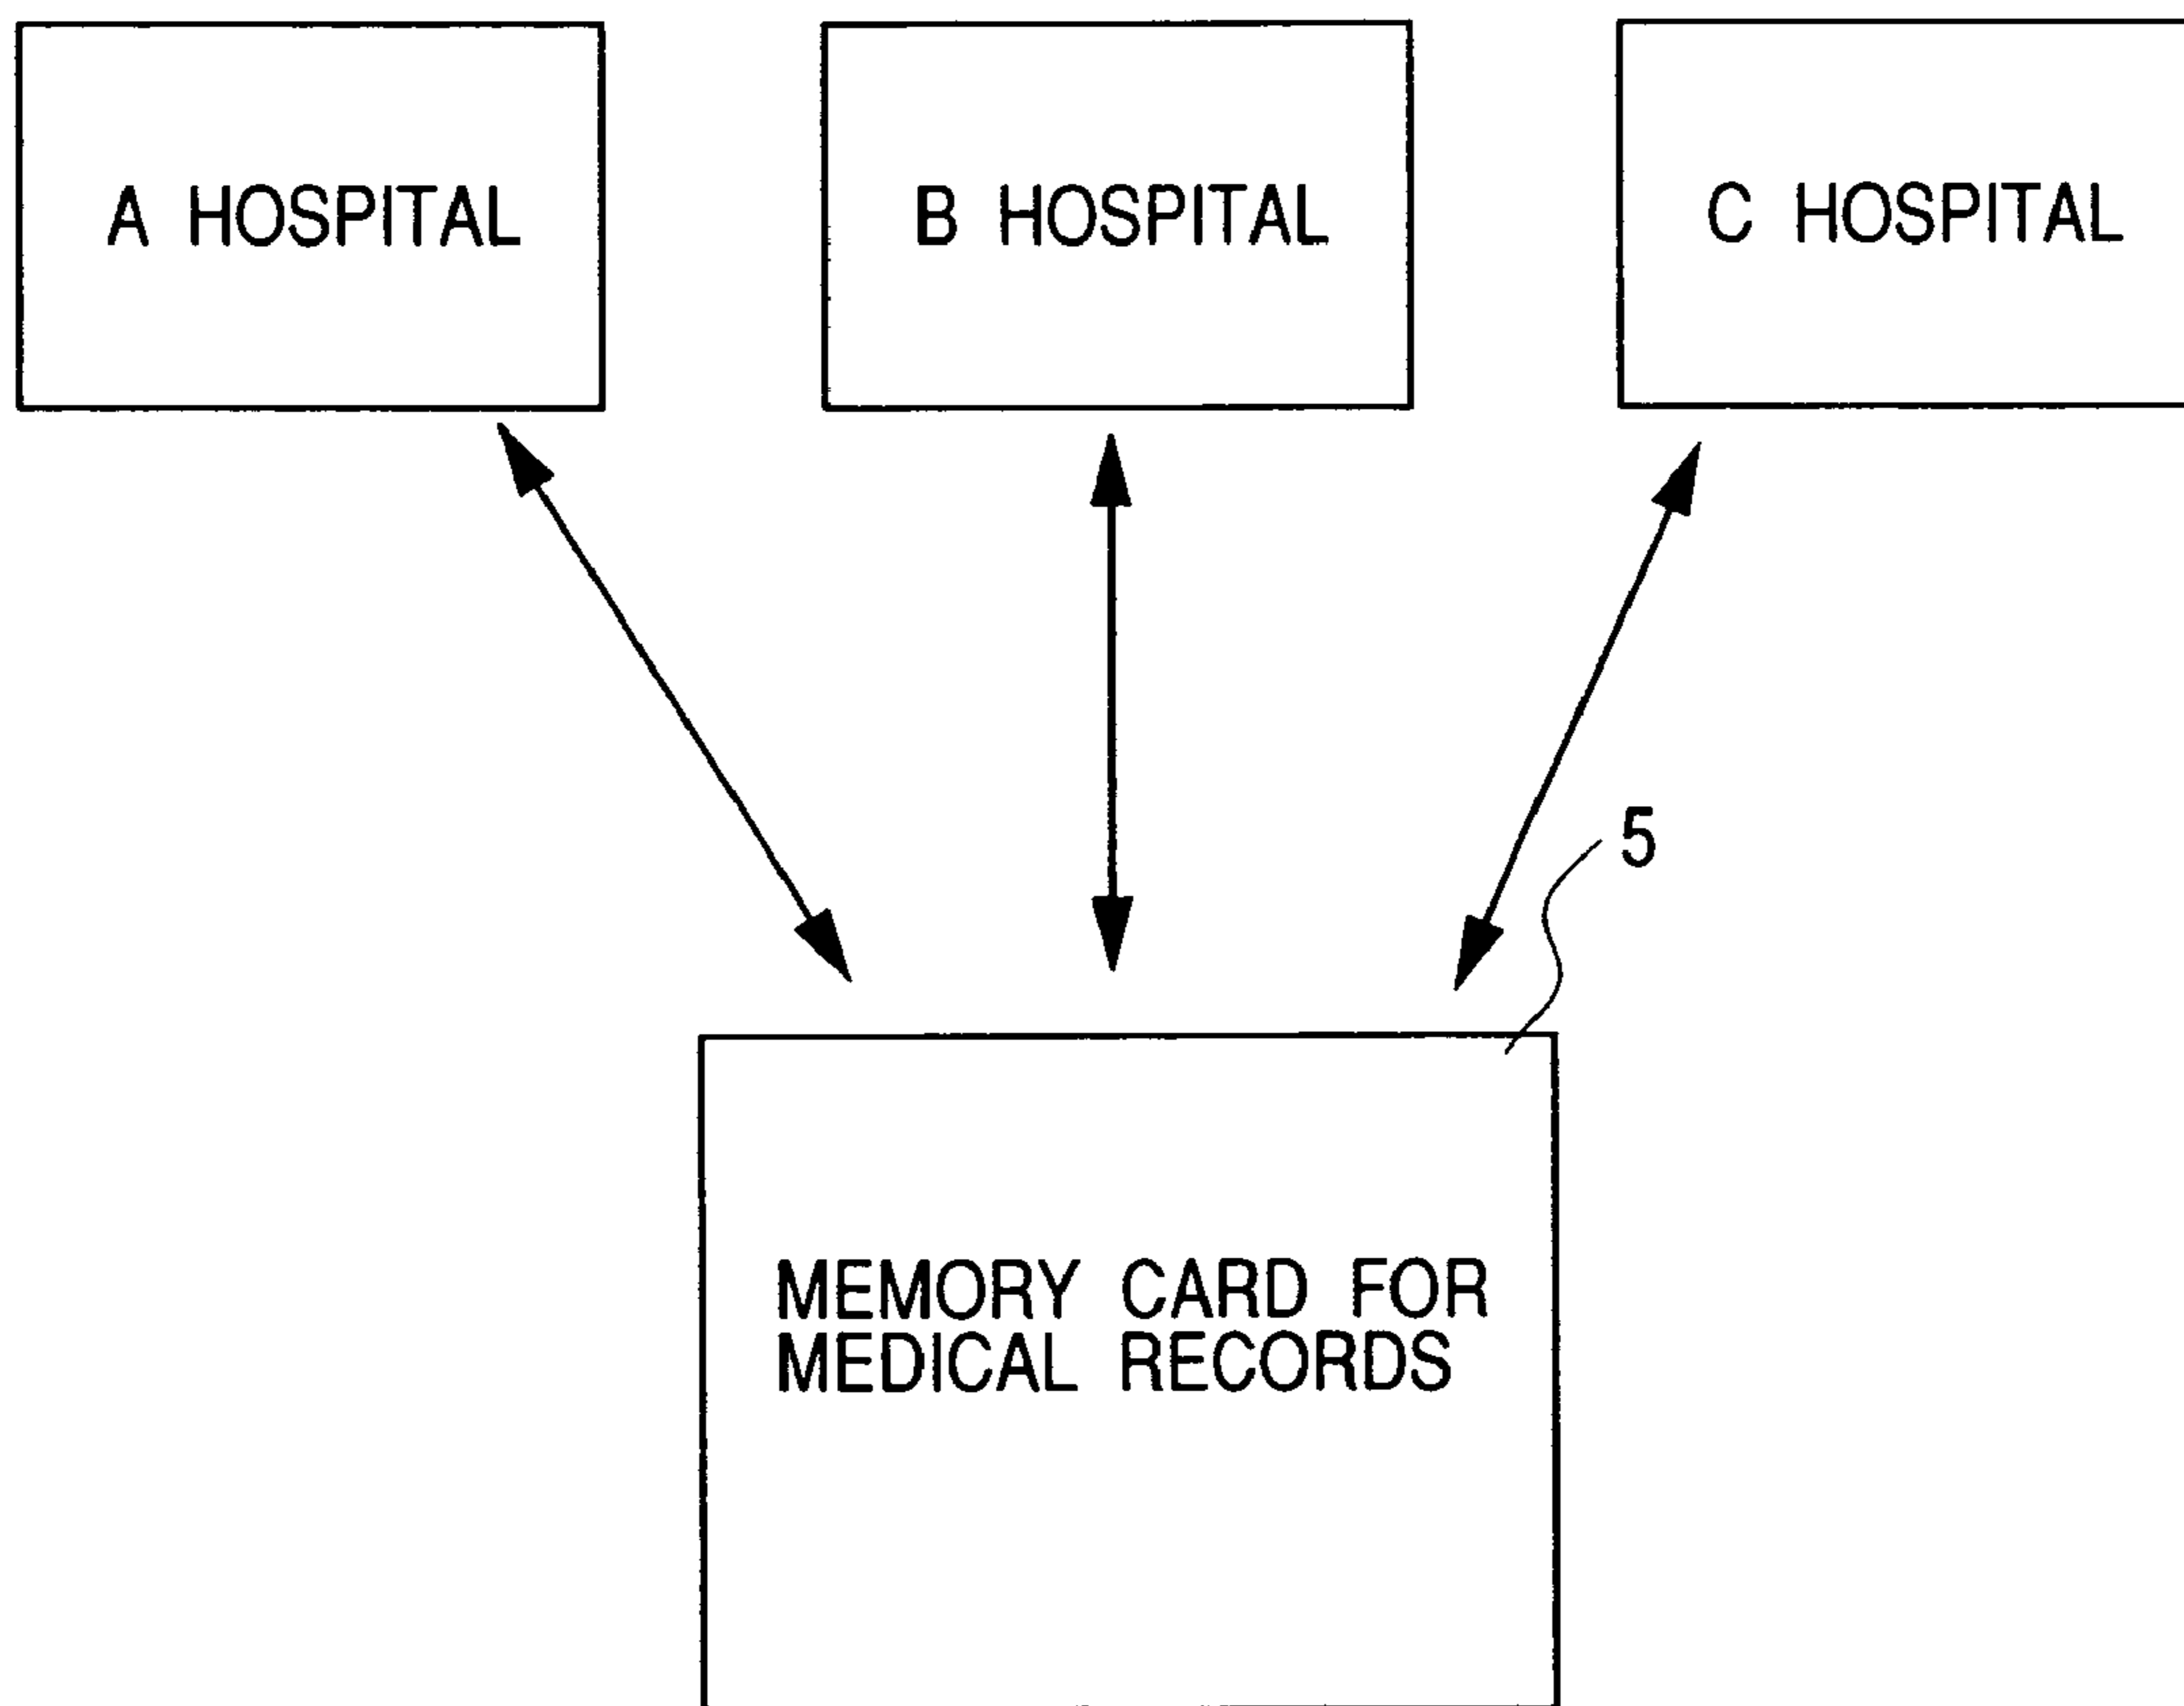 A HOSPITAL
B HOSPITAL
C HOSPITAL
5
MEMORY CARD FOR
MEDICAL RECORDS